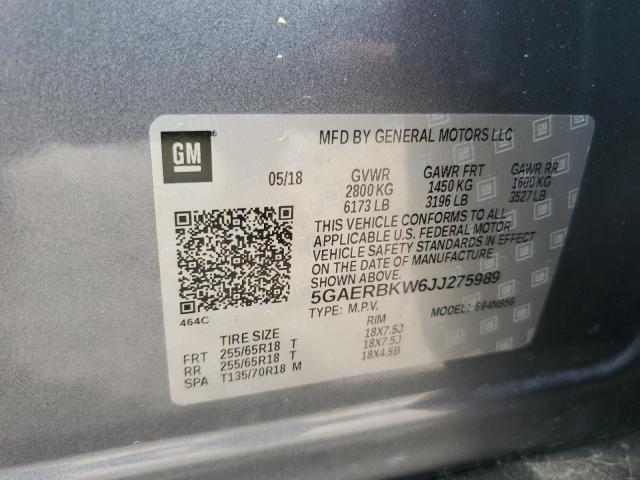 GM
MFD BY GENERAL MOTORS LLC
05/18 GVWR GAWR FRT GAWR RR
2800 KG 1450 KG 1600 KG
6173 LB 3196 LB 3527 LB
THIS VEHICLE CONFORMS TO ALL
APPLICABLE U.S. FEDERAL MOTOR
VEHICLE SAFETY STANDARDS IN EFFECT
ON THE DATE OF MANUFACTURE
SHOWN ABOVE.
5GAERBKW6JJ275989
TYPE: M.P.V. MODEL: S94NB56
464C
TIRE SIZE RIM
FRT 255/65R18 T 18X7.5J
RR 255/65R18 T 18X7.5J
SPA T135/70R18 M 18X4.5B